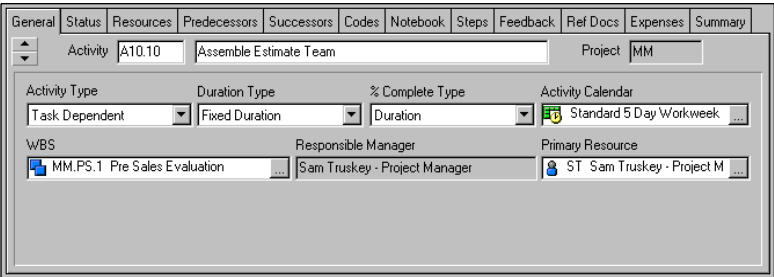 General Status Resources Predecessors Successors Codes Notebook Steps Feedback Ref Docs Expenses Summary
Activity A10.10 Assemble Estimate Team Project MM
Activity Type Duration Type % Complete Type Activity Calendar
Task Dependent Fixed Duration Duration Standard 5 Day Workweek ...
WBS Responsible Manager Primary Resource
MM.PS.1 Pre Sales Evaluation ... Sam Truskey - Project Manager ST Sam Truskey - Project M ...